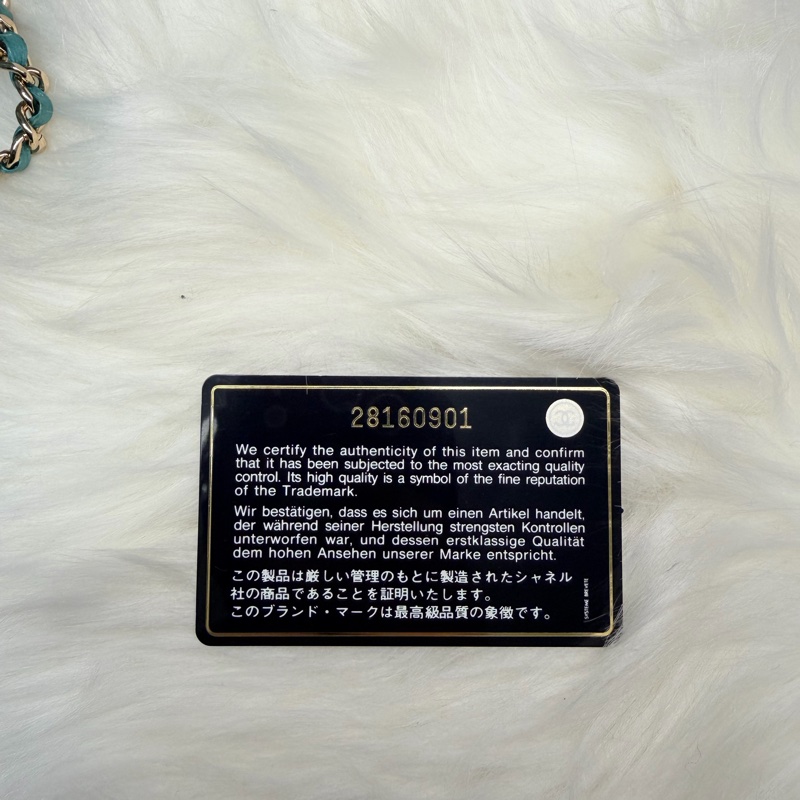 28160901
We certify the authenticity of this item and confirm
that it has been subjected to the most exacting quality
control. Its high quality is a symbol of the fine reputation
of the Trademark.
Wir bestätigen, dass es sich um einen Artikel handelt,
der während seiner Herstellung strengsten Kontrollen
unterworfen war, und dessen erstklassige Qualität
dem hohen Ansehen unserer Marke entspricht.
この製品は厳しい管理のもとに製造されたシャネル
社の商品であることを証明いたします。
このブランド・マークは最高級品質の象徴です。
SYSTEME BREVETE